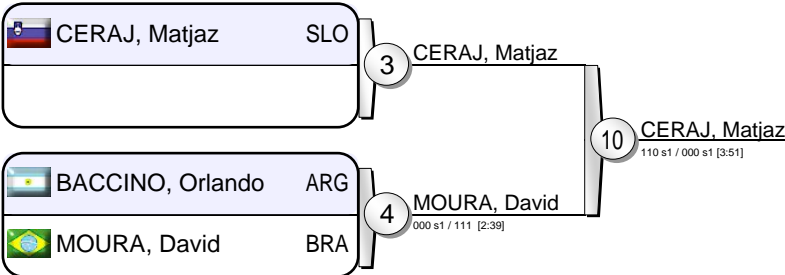 CERAJ, Matjaz SLO
3
CERAJ, Matjaz
10
CERAJ, Matjaz
110 s1 / 000 s1 [3:51]
BACCINO, Orlando ARG
4
MOURA, David
000 s1 / 111 [2:39]
MOURA, David BRA